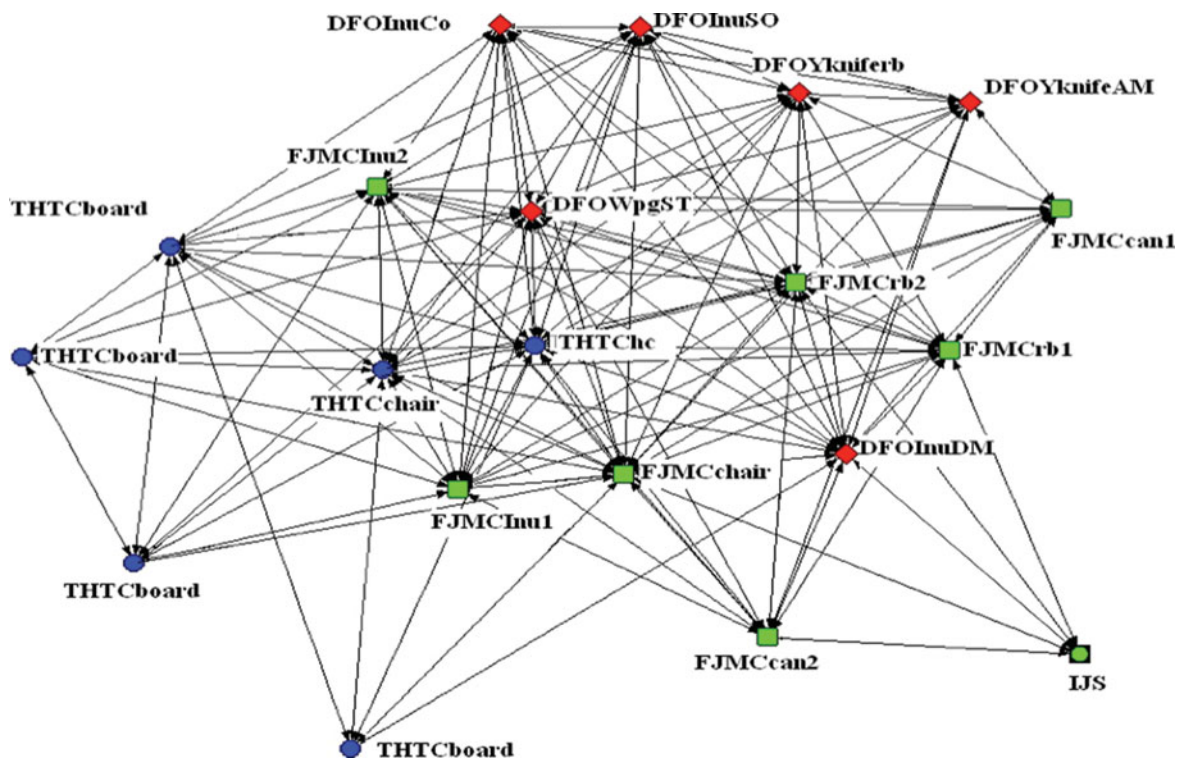 DFOInuCo
DFOInuSO
DFOYkniferb
DFOYknifeAM
FJMCInu2
DFOWpgST
THTCboard
FJMCcan1
FJMCrb2
THTCboard
THTChc
FJMCrb1
THTCchair
DFOInuDM
FJMCchair
FJMCInu1
THTCboard
FJMCcan2
IJS
THTCboard